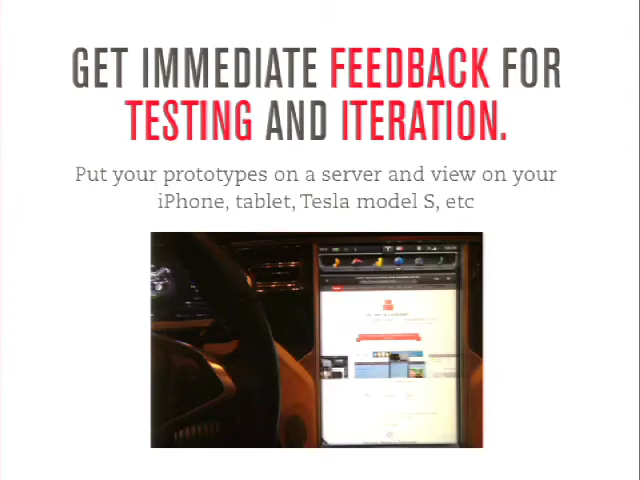 GET IMMEDIATE FEEDBACK FOR
TESTING AND ITERATION.
Put your prototypes on a server and view on your
iPhone, tablet, Tesla model S, etc